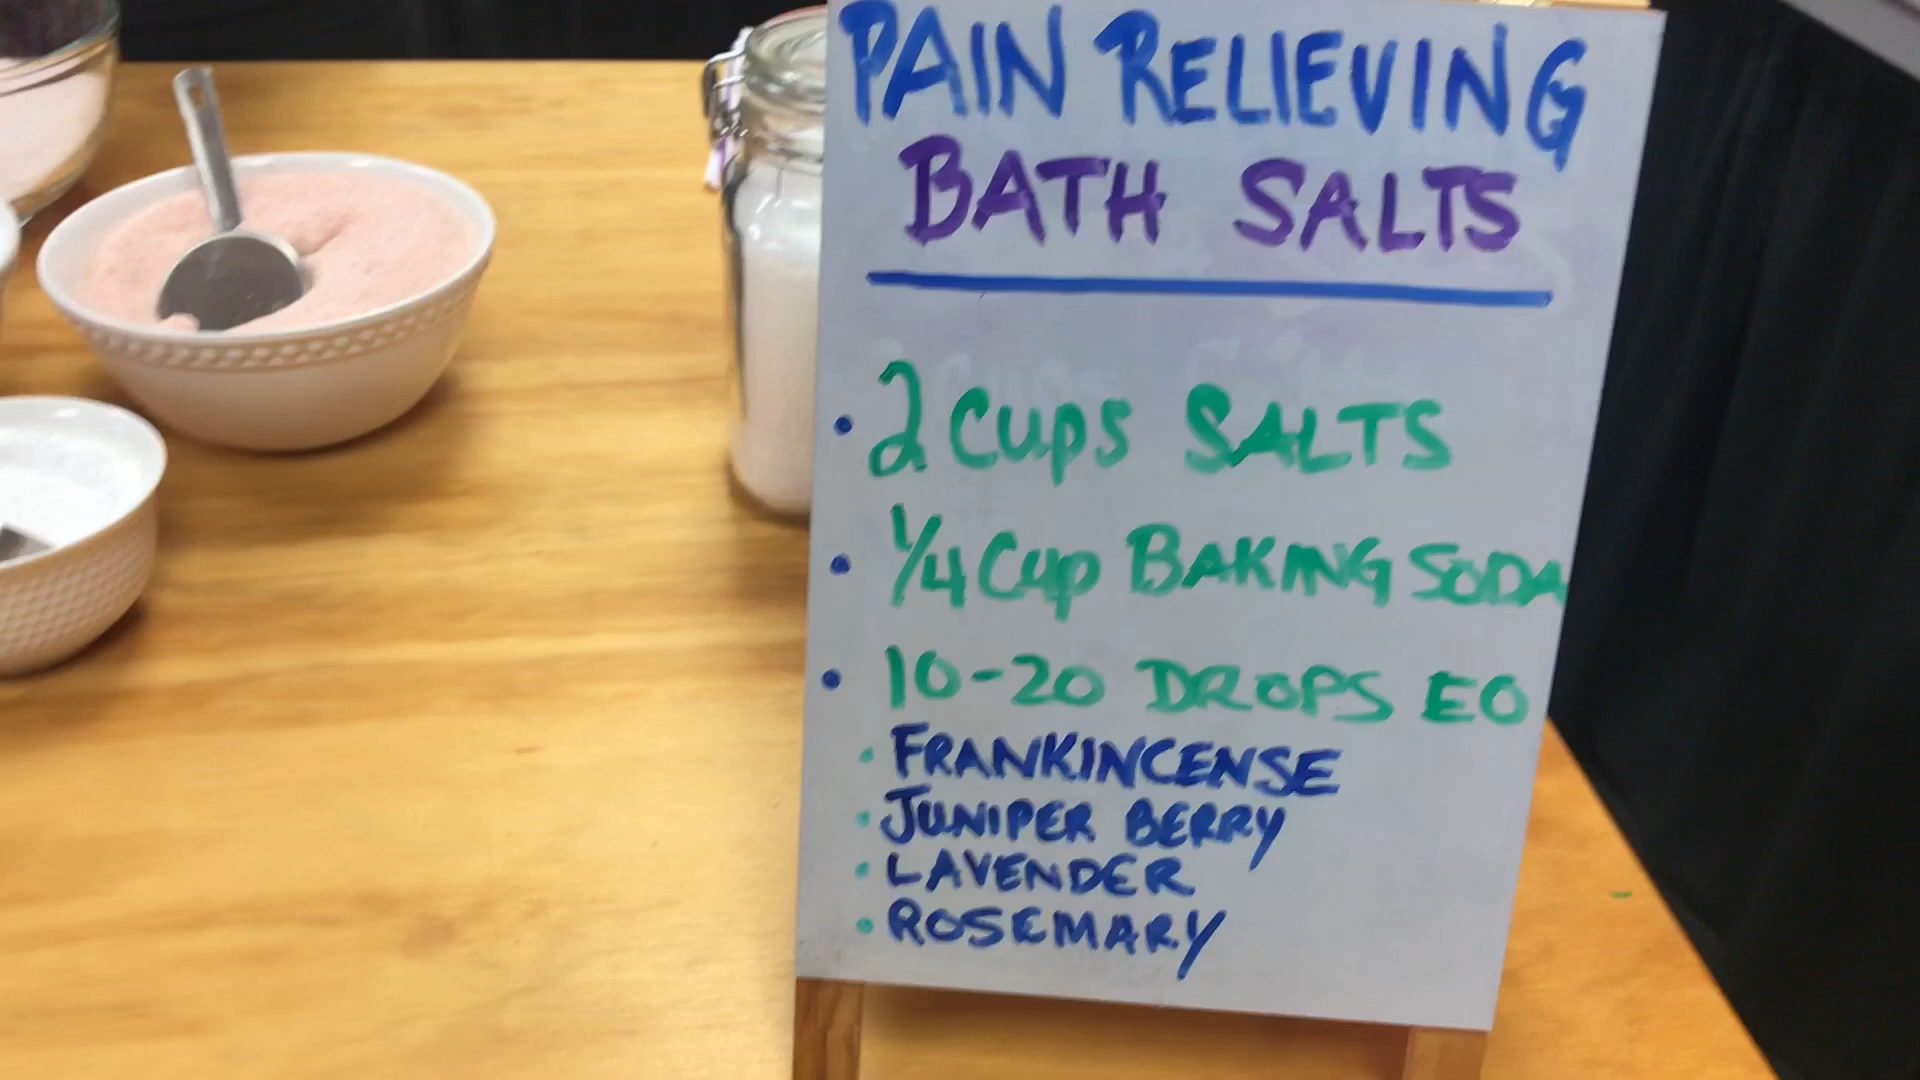 PAIN RELIEVING
BATH SALTS
• 2 CUPS SALTS
• 1/4 CUP BAKING SODA
• 10-20 DROPS EO
• FRANKINCENSE
• JUNIPER BERRY
• LAVENDER
• ROSEMARY